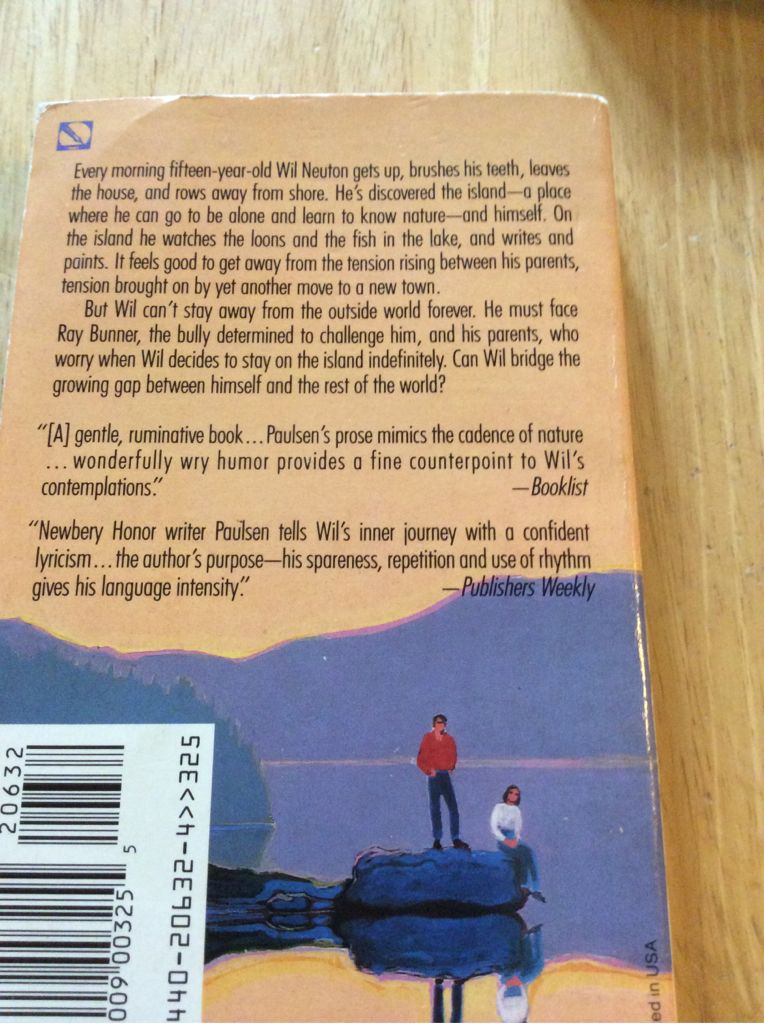 Every morning fifteen-year-old Wil Neuton gets up, brushes his teeth, leaves
the house, and rows away from shore. He's discovered the island—a place
where he can go to be alone and learn to know nature—and himself. On
the island he watches the loons and the fish in the lake, and writes and
paints. It feels good to get away from the tension rising between his parents,
tension brought on by yet another move to a new town.
But Wil can't stay away from the outside world forever. He must face
Ray Bunner, the bully determined to challenge him, and his parents, who
worry when Wil decides to stay on the island indefinitely. Can Wil bridge the
growing gap between himself and the rest of the world?
"[A] gentle, ruminative book...Paulsen's prose mimics the cadence of nature
...wonderfully wry humor provides a fine counterpoint to Wil's
contemplations."
—Booklist
"Newbery Honor writer Paulsen tells Wil's inner journey with a confident
lyricism...the author's purpose—his spareness, repetition and use of rhythm
gives his language intensity."
—Publishers Weekly
20632
009 00325 5
440-20632-4>>325
ed in USA